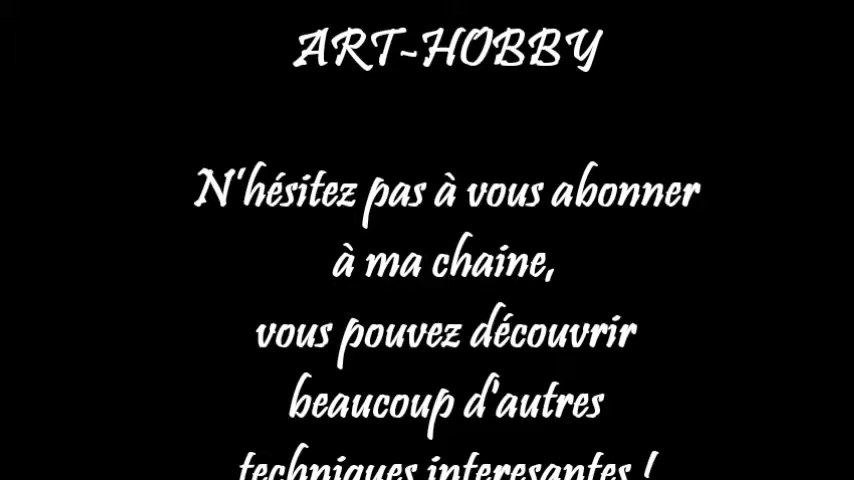 ART-HOBBY
N'hésitez pas à vous abonner
à ma chaine,
vous pouvez découvrir
beaucoup d'autres
techniques interesantes !